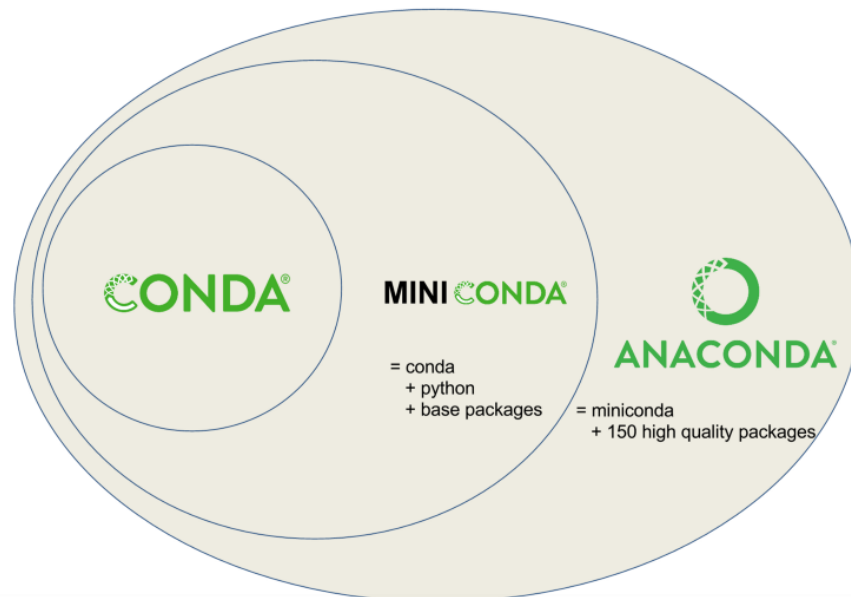 CONDA®
MINI CONDA®
= conda
+ python
+ base packages
ANACONDA®
= miniconda
+ 150 high quality packages